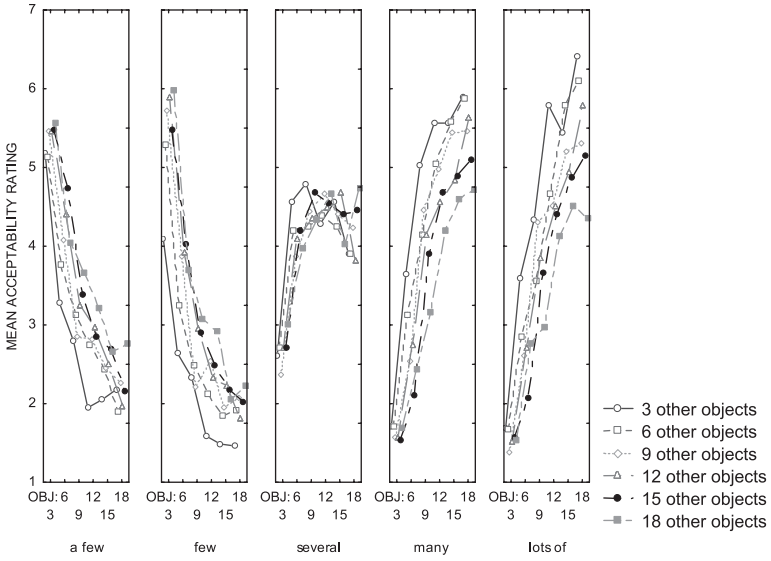 7
6
5
4
3
2
1
MEAN ACCEPTABILITY RATING
OBJ: 6 12 18
3 9 15
a few
OBJ: 6 12 18
3 9 15
few
OBJ: 6 12 18
3 9 15
several
OBJ: 6 12 18
3 9 15
many
OBJ: 6 12 18
3 9 15
lots of
3 other objects
6 other objects
9 other objects
12 other objects
15 other objects
18 other objects